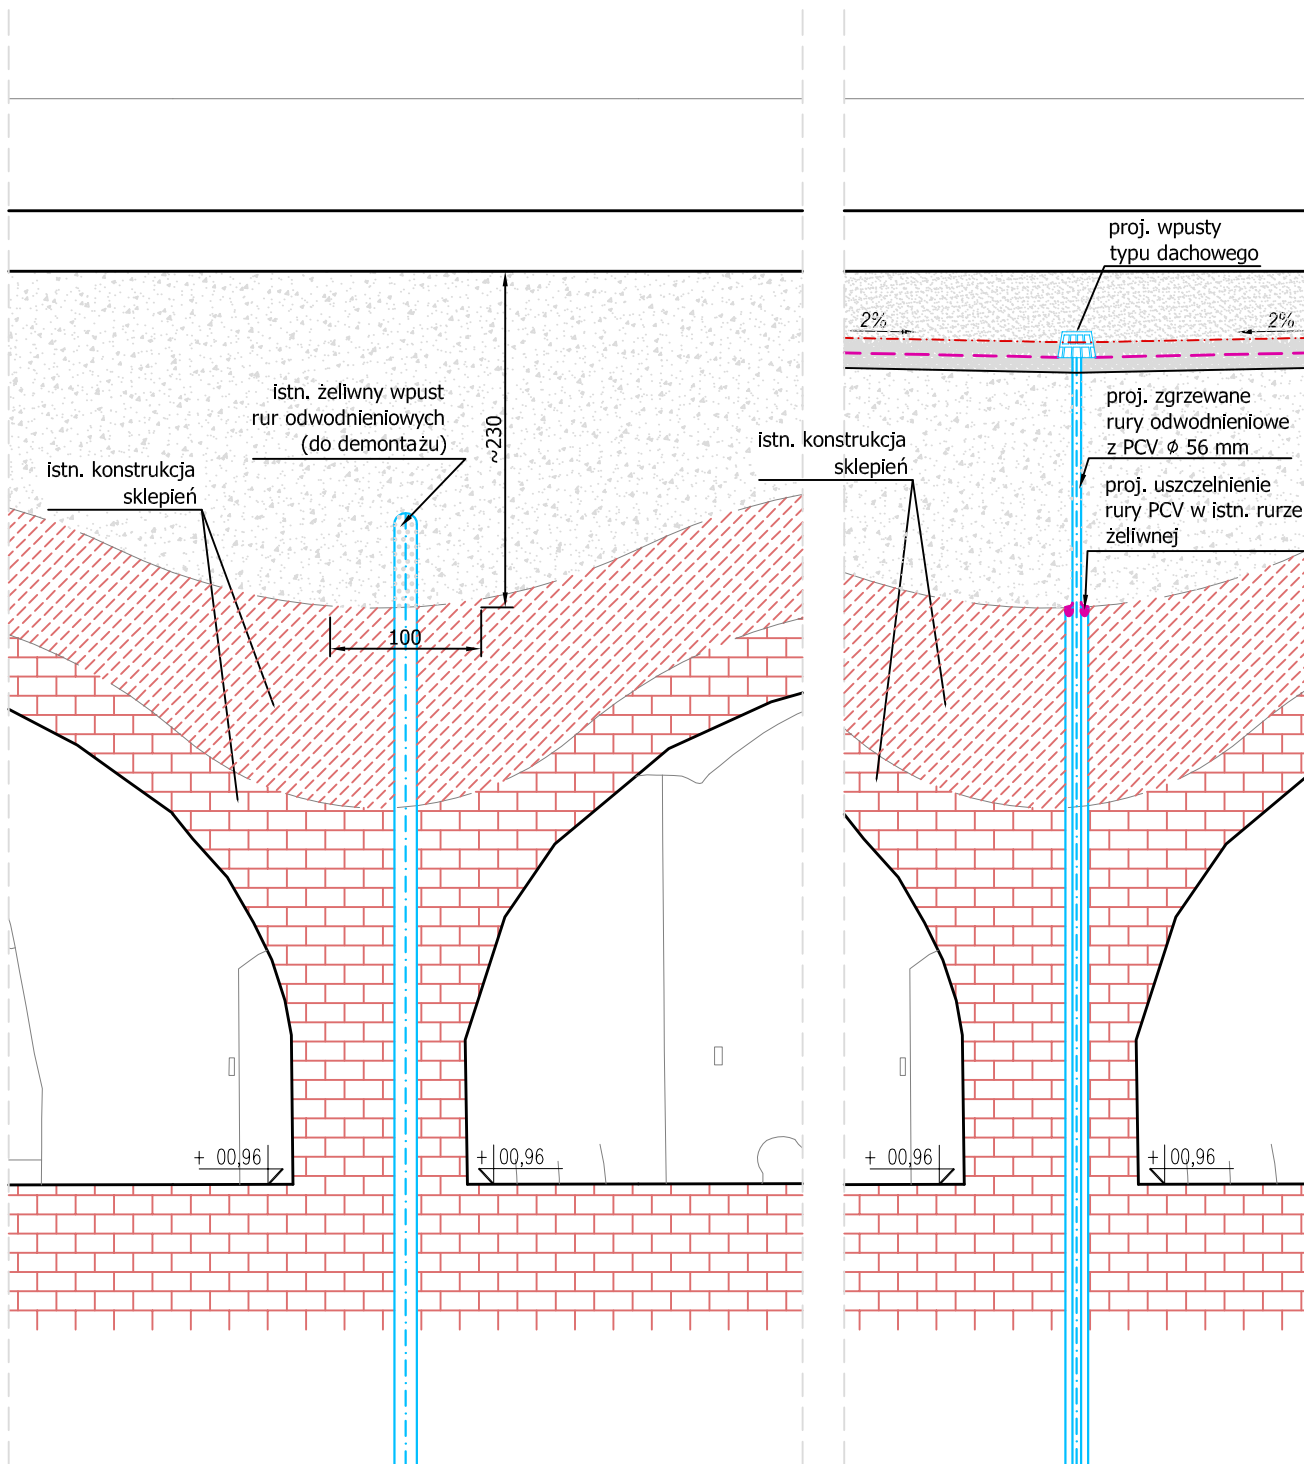 proj. wpusty
typu dachowego
2%
2%
istn. żeliwny wpust
rur odwodnieniowych
(do demontażu)
~230
istn. konstrukcja
sklepień
100
istn. konstrukcja
sklepień
proj. zgrzewane
rury odwodnieniowe
z PCV ϕ 56 mm
proj. uszczelnienie
rury PCV w istn. rurze
żeliwnej
+ 00,96
+ 00,96
+ 00,96
+ 00,96